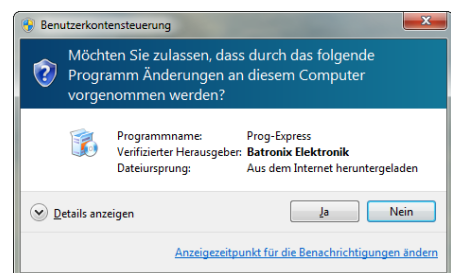 Benutzerkontensteuerung
Möchten Sie zulassen, dass durch das folgende
Programm Änderungen an diesem Computer
vorgenommen werden?
Programmname: Prog-Express
Verifizierter Herausgeber: Batronix Elektronik
Dateiursprung: Aus dem Internet heruntergeladen
Details anzeigen Ja Nein
Anzeigezeitpunkt für die Benachrichtigungen ändern